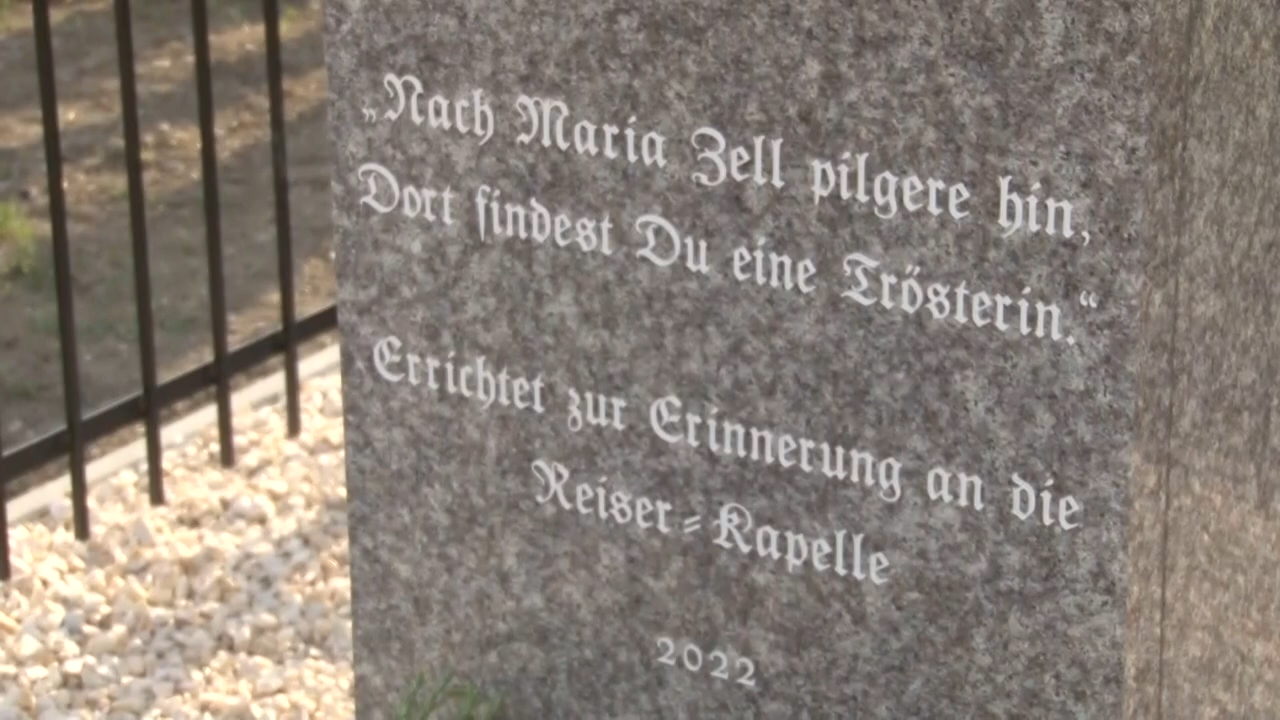 „Nach Maria Zell pilgere hin,
Dort findest Du eine Trösterin.“
Errichtet zur Erinnerung an die
Reiser-Kapelle
2022